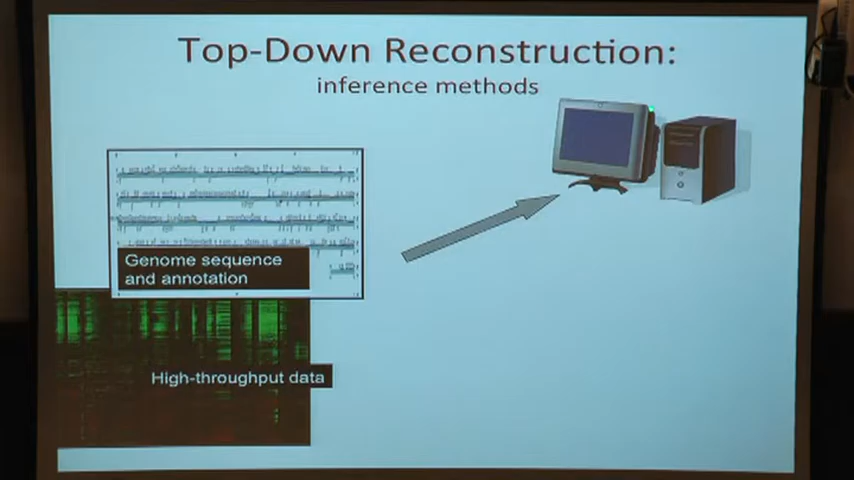 Top-Down Reconstruction:
inference methods
Genome sequence
and annotation
High-throughput data